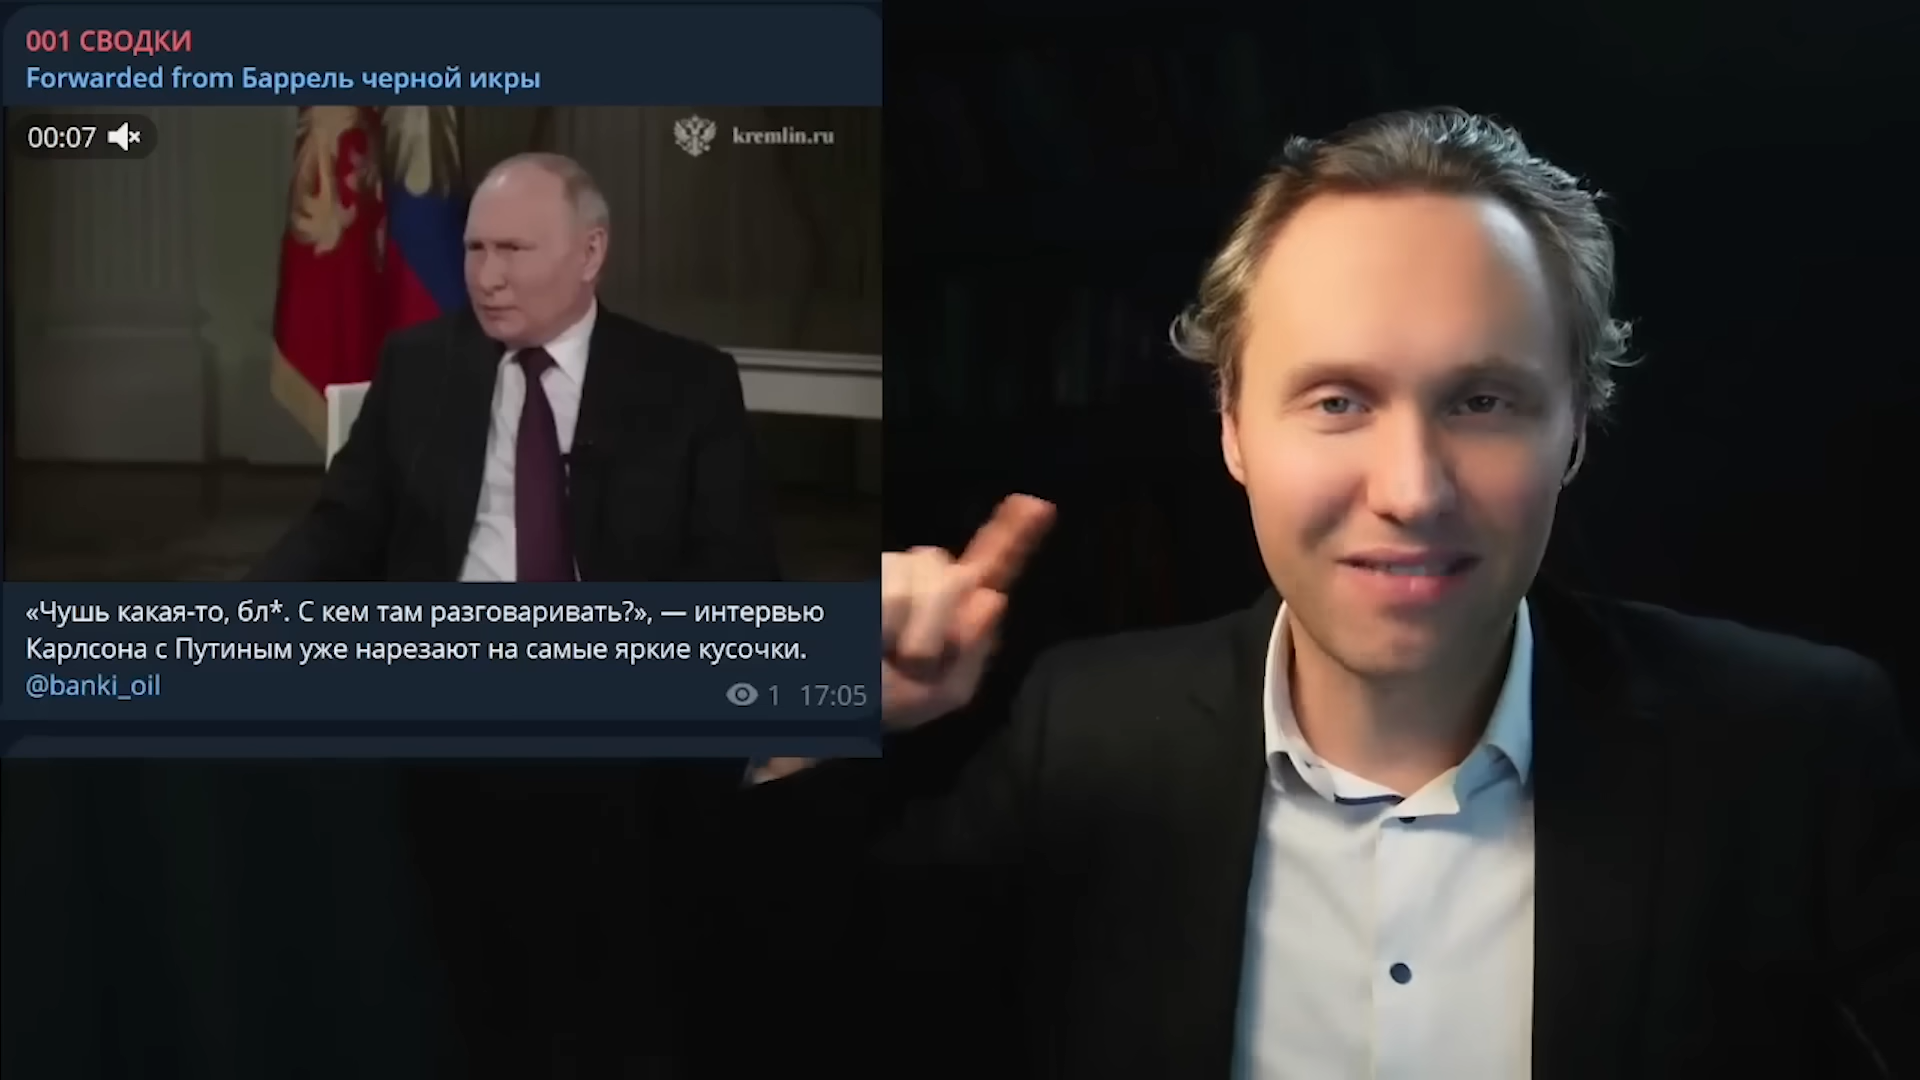 001 СВОДКИ
Forwarded from Баррель черной икры
00:07
kremlin.ru
«Чушь какая-то, бл*. С кем там разговаривать?», — интервью
Карлсона с Путиным уже нарезают на самые яркие кусочки.
@banki_oil
1 17:05